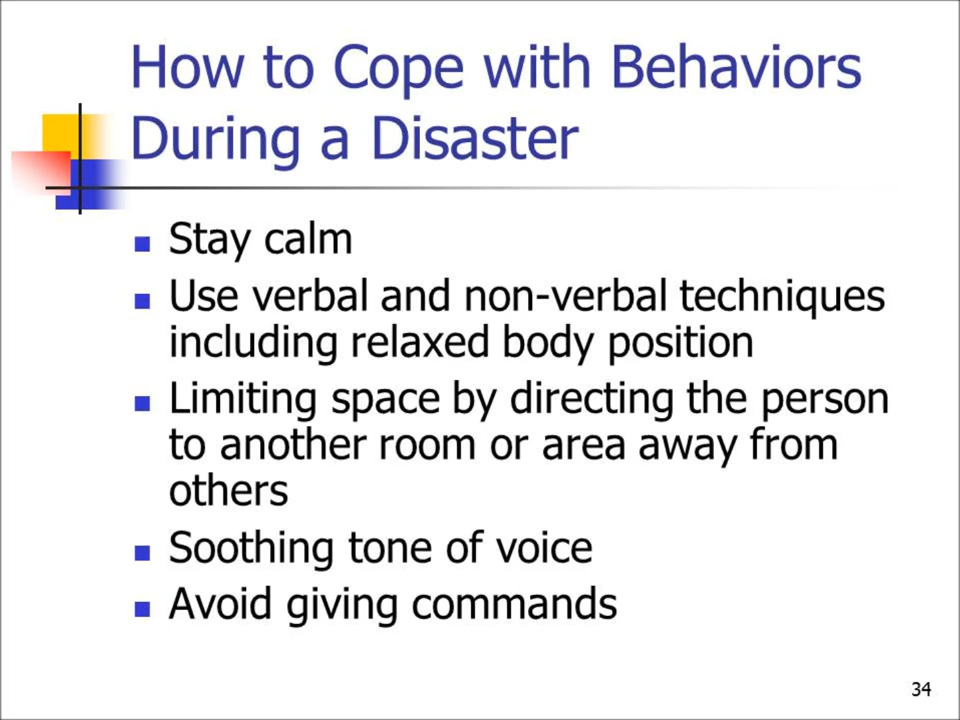 How to Cope with Behaviors
During a Disaster
Stay calm
Use verbal and non-verbal techniques
including relaxed body position
Limiting space by directing the person
to another room or area away from
others
Soothing tone of voice
Avoid giving commands
34